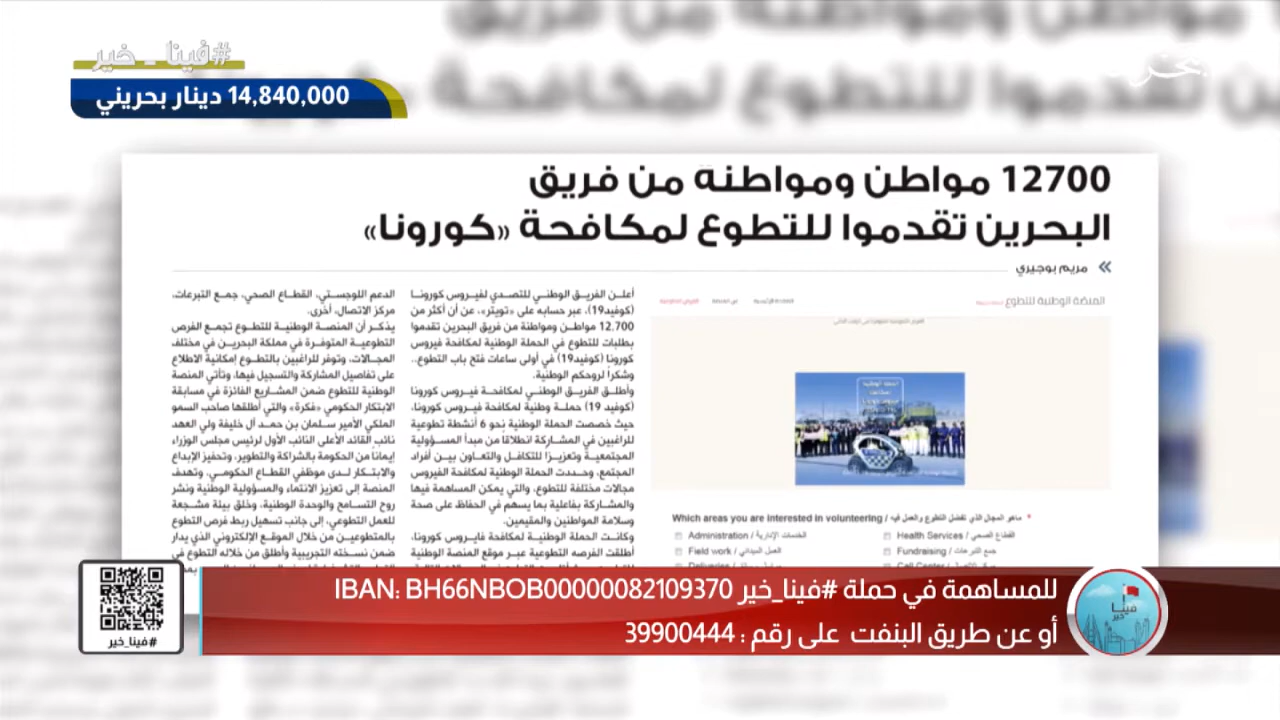 #فينا_خير
14,840,000 دينار بحريني
12700 مواطن ومواطنة من فريق
البحرين تقدموا للتطوع لمكافحة «كورونا»
مريم بوجيري
أعلن الفريق الوطني للتصدي لفيروس كورونا
(كوفيد19)، عبر حسابه على «تويتر»، عن أن أكثر من
12,700 مواطن ومواطنة من فريق البحرين تقدموا
بطلبات للتطوع في الحملة الوطنية لمكافحة فيروس
كورونا (كوفيد19) في أولى ساعات فتح باب التطوع..
وشكراً لروحكم الوطنية.
وأطلق الفريق الوطني لمكافحة فيروس كورونا
(كوفيد 19) حملة وطنية لمكافحة فيروس كورونا،
حيث خصصت الحملة الوطنية نحو 6 أنشطة تطوعية
للراغبين في المشاركة انطلاقا من مبدأ المسؤولية
المجتمعية وتعزيزا للتكافل والتعاون بين أفراد
المجتمع، وحددت الحملة الوطنية لمكافحة الفيروس
مجالات مختلفة للتطوع، والتي يمكن المساهمة فيها
والمشاركة بفاعلية بما يسهم في الحفاظ على صحة
وسلامة المواطنين والمقيمين.
وكانت الحملة الوطنية لمكافحة فايروس كورونا،
أطلقت الفرصه التطوعية عبر موقع المنصة الوطنية
الدعم اللوجستي، القطاع الصحي، جمع التبرعات،
مركز الاتصال، أخرى.
يذكر أن المنصة الوطنية للتطوع تجمع الفرص
التطوعية المتوفرة في مملكة البحرين في مختلف
المجالات، وتوفر للراغبين بالتطوع إمكانية الاطلاع
على تفاصيل المشاركة والتسجيل فيها، وتأتي المنصة
الوطنية للتطوع ضمن المشاريع الفائزة في مسابقة
الابتكار الحكومي «فكرة» والتي أطلقها صاحب السمو
الملكي الأمير سلمان بن حمد آل خليفة ولي العهد
نائب القائد الأعلى النائب الأول لرئيس مجلس الوزراء
إيماناً من الحكومة بالشراكة والتطوير، وتحفيز الإبداع
والابتكار لدى موظفي القطاع الحكومي. وتهدف
المنصة إلى تعزيز الانتماء والمسؤولية الوطنية ونشر
روح التسامح والوحدة الوطنية، وخلق بيئة مشجعة
للعمل التطوعي، إلى جانب تسهيل ربط فرص التطوع
بالمتطوعين من خلال الموقع الإلكتروني الذي يدار
ضمن نسخته التجريبية وأطلق من خلاله التطوع في
المنصة الوطنية للتطوع
Which areas you are interested in volunteering / ماهو المجال الذي تفضل التطوع والعمل فيه *
Administration / الخدمات الإدارية
Health Services / القطاع الصحي
Field work / العمل الميداني
Fundraising / جمع التبرعات
للمساهمة في حملة #فينا_خير IBAN: BH66NBOB00000082109370
أو عن طريق البنفت على رقم : 39900444
فينا خير
#فينا_خير